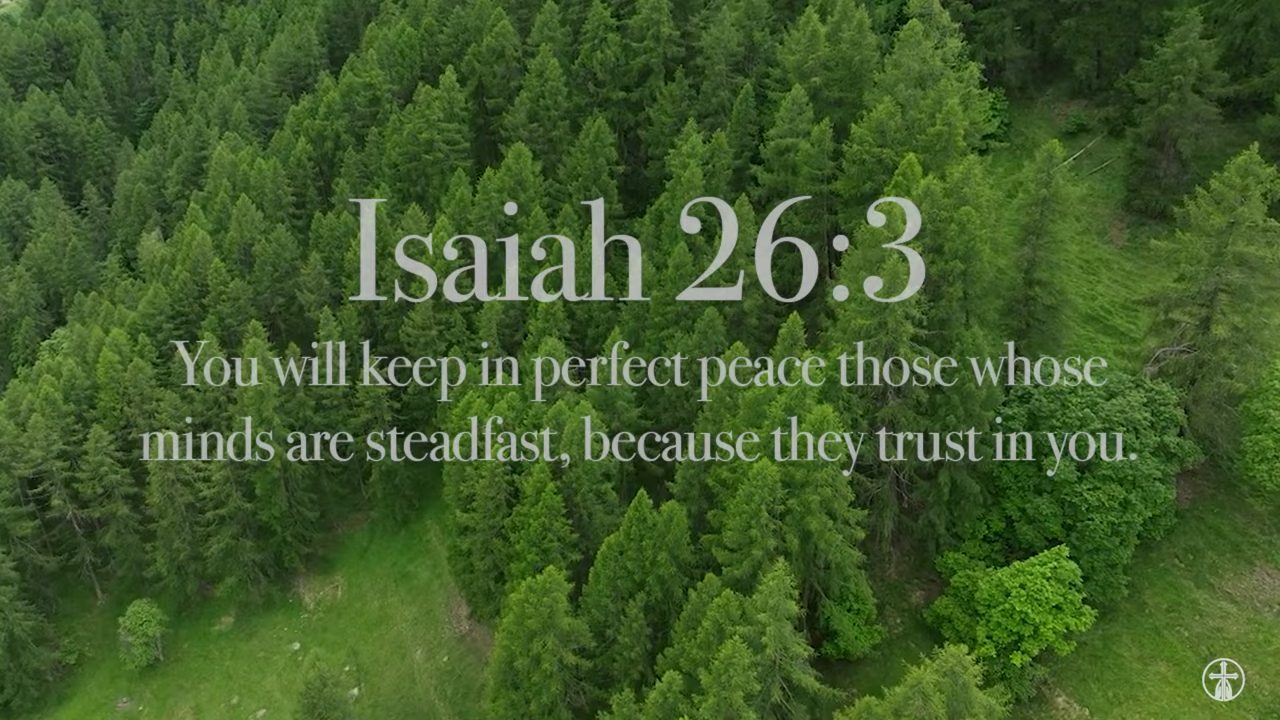 Isaiah 26:3
You will keep in perfect peace those whose
minds are steadfast, because they trust in you.